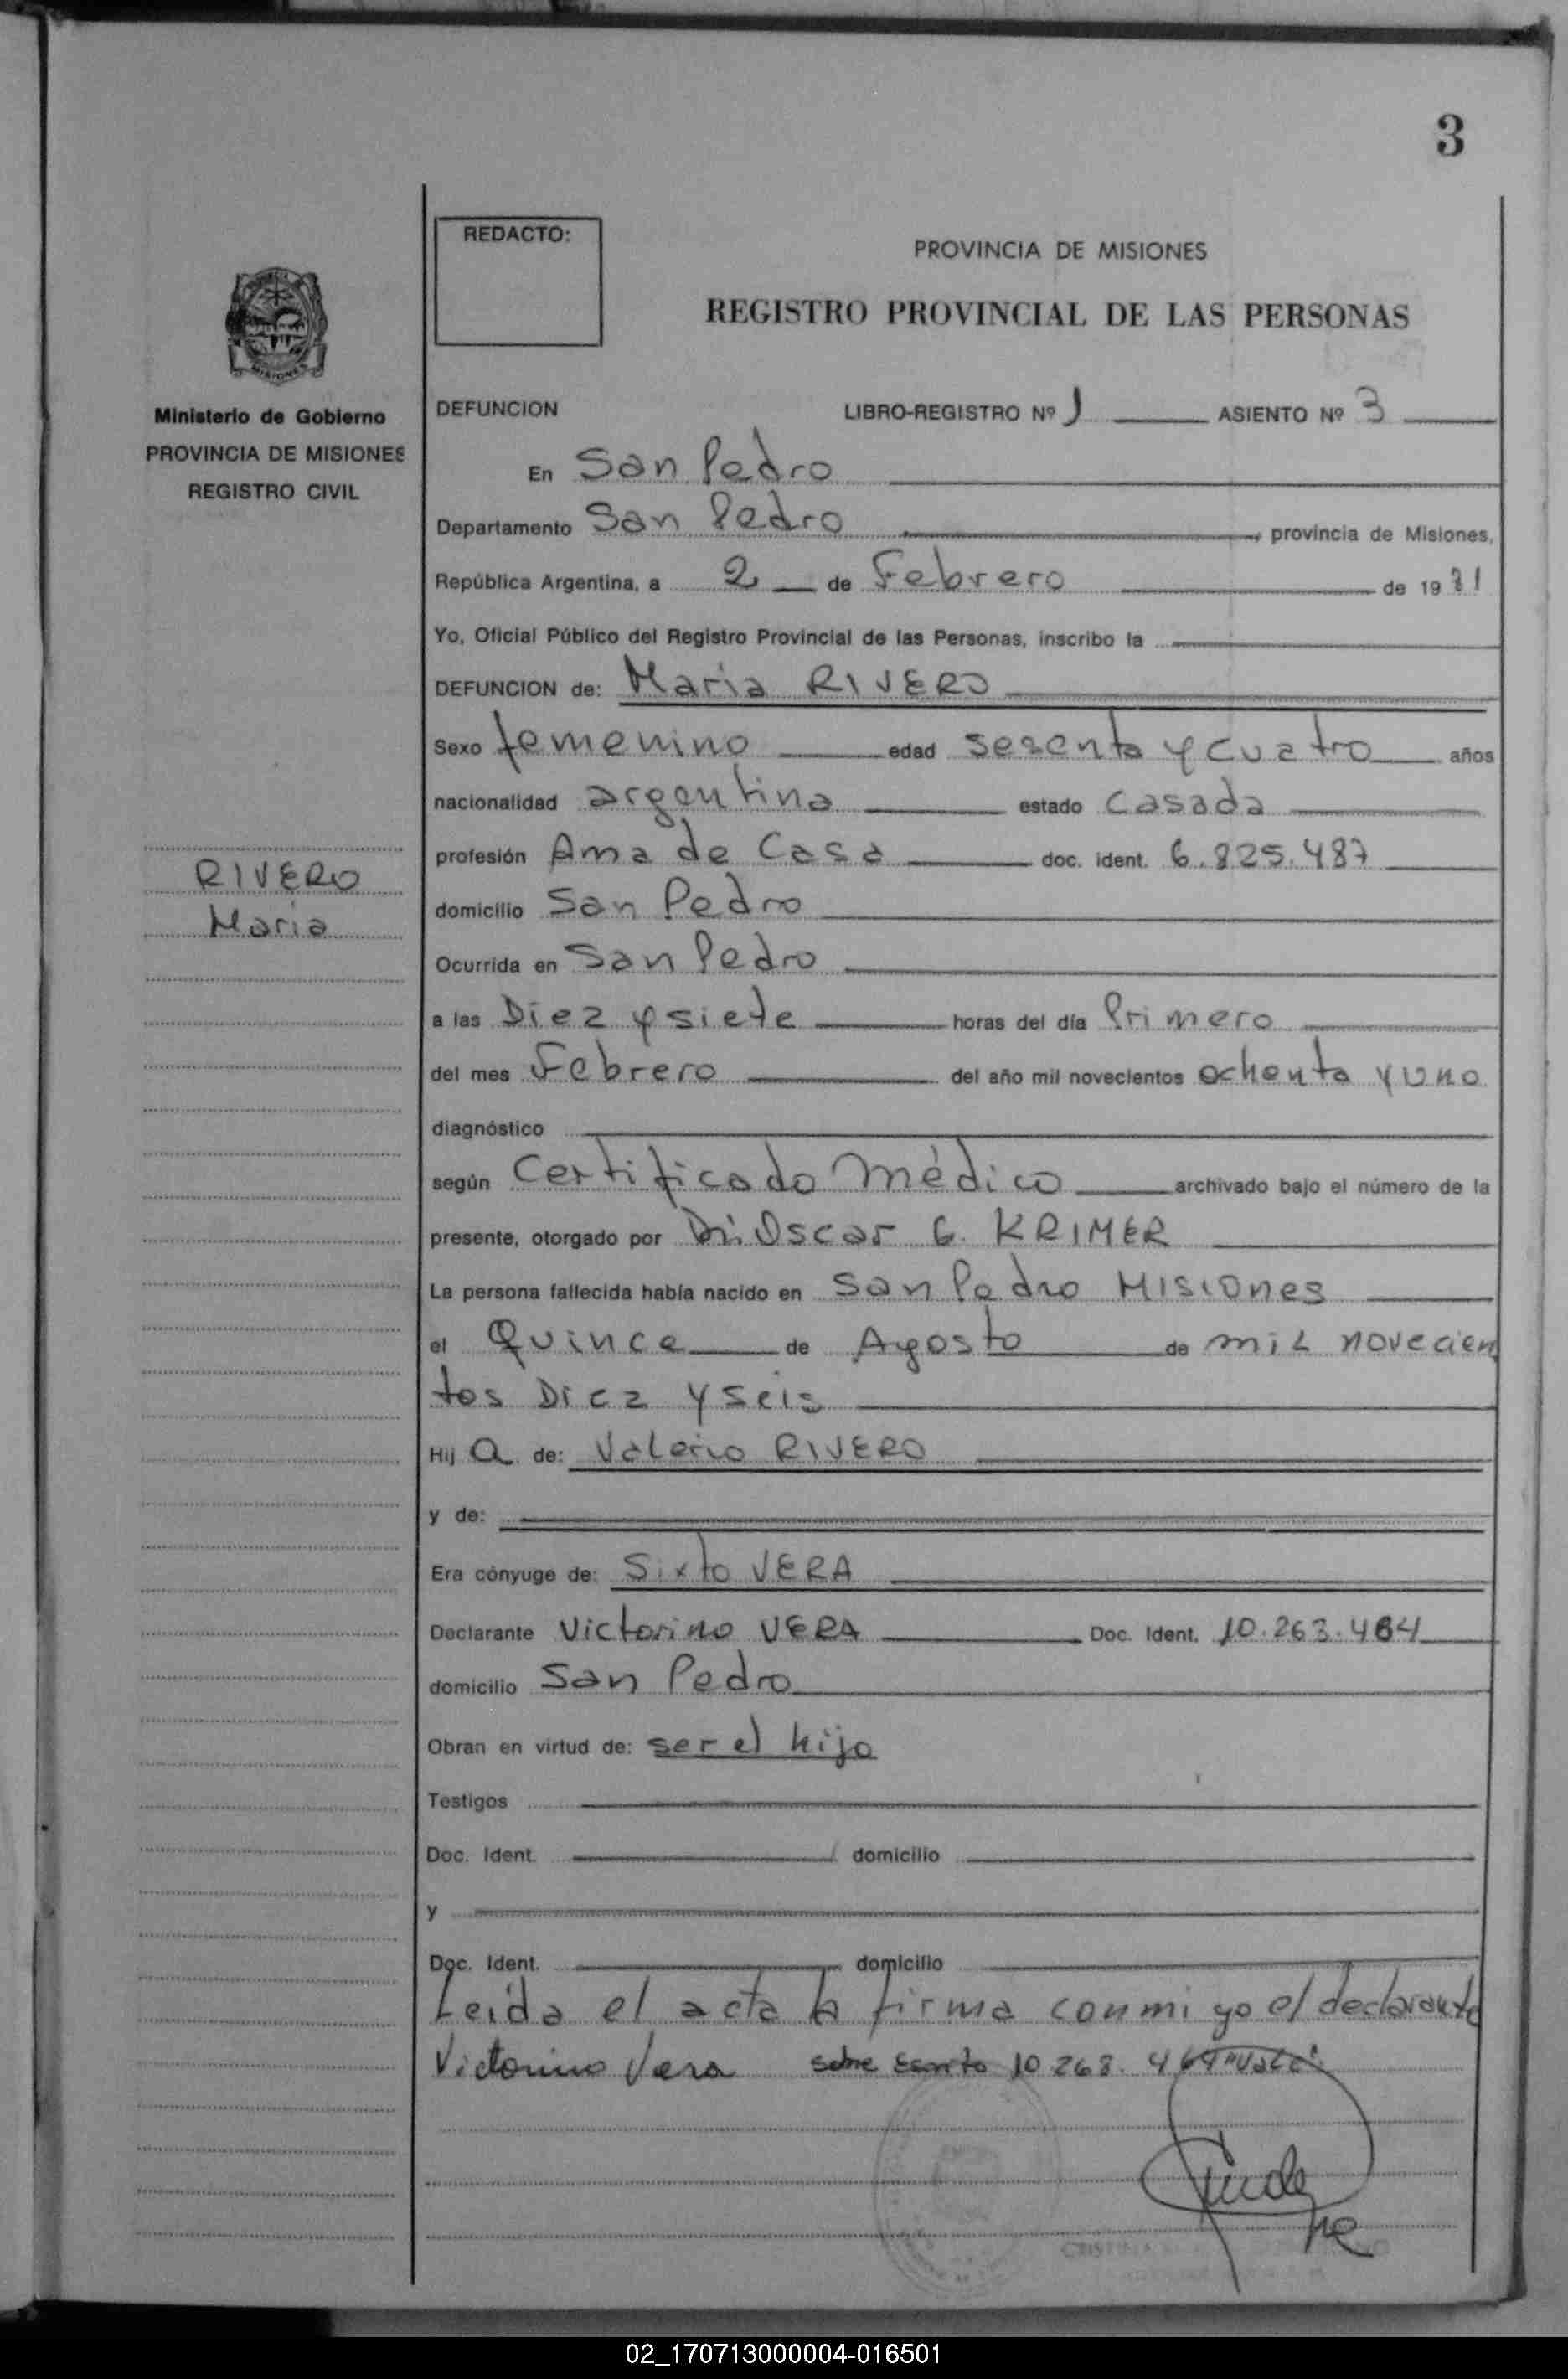 3
REDACTO:
PROVINCIA DE MISIONES
REGISTRO PROVINCIAL DE LAS PERSONAS
Ministerio de Gobierno
PROVINCIA DE MISIONES
REGISTRO CIVIL
DEFUNCION LIBRO-REGISTRO Nº 1 ASIENTO Nº 3
En San Pedro
Departamento San Pedro provincia de Misiones,
República Argentina, a 2 de Febrero de 1981
Yo, Oficial Público del Registro Provincial de las Personas, inscribo la
DEFUNCION de: Maria RIVERO
Sexo femenino edad sesenta y cuatro años
nacionalidad argentina estado Casada
profesión Ama de Casa doc. ident. 6.825.487
RIVERO
Maria
domicilio San Pedro
Ocurrida en San Pedro
a las Diez y siete horas del día Primero
del mes Febrero del año mil novecientos ochenta y uno
diagnóstico
según Certificado Médico archivado bajo el número de la
presente, otorgado por Dr. Oscar G. KRIMER
La persona fallecida había nacido en San Pedro Misiones
el Quince de Agosto de mil novecien
tos Diez y seis
Hij a de: Valerio RIVERO
y de:
Era cónyuge de: Sixto VERA
Declarante Victorino VERA Doc. Ident. 10.263.464
domicilio San Pedro
Obran en virtud de: ser el hijo
Testigos
Doc. Ident. domicilio
y
Doc. Ident. domicilio
Leida el acta la firma conmigo el declarante
Victorino Vera sobre Escrito 10.263.464 "Vale"
02_170713000004-016501